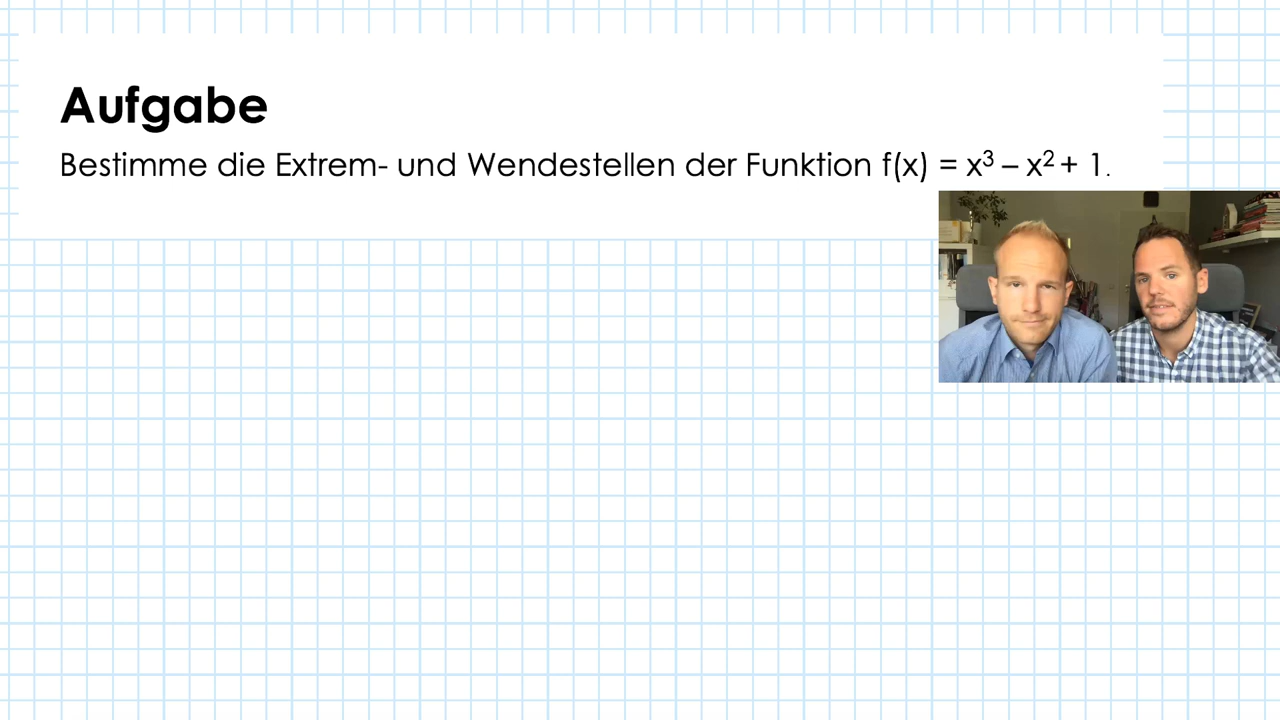 Aufgabe
Bestimme die Extrem- und Wendestellen der Funktion f(x) = x³ – x² + 1.